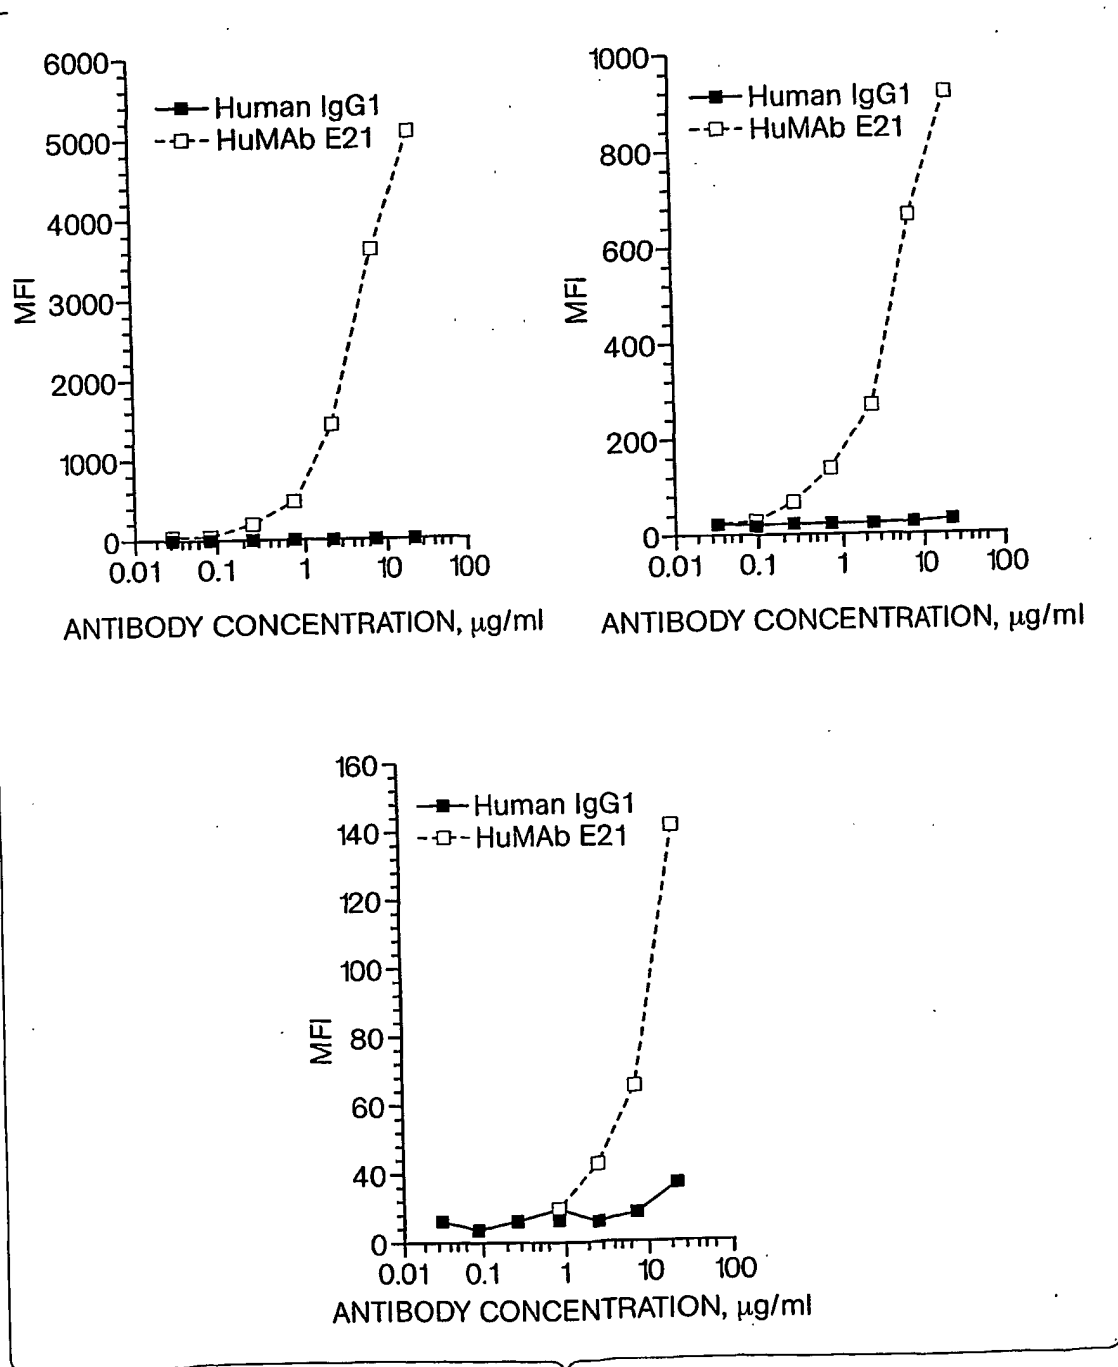 6000
5000
4000
3000
2000
1000
0
MFI
Human IgG1
HuMAb E21
0.01 0.1 1 10 100
ANTIBODY CONCENTRATION, µg/ml
1000
800
600
400
200
0
MFI
Human IgG1
HuMAb E21
0.01 0.1 1 10 100
ANTIBODY CONCENTRATION, µg/ml
160
140
120
100
80
60
40
0
MFI
Human IgG1
HuMAb E21
0.01 0.1 1 10 100
ANTIBODY CONCENTRATION, µg/ml